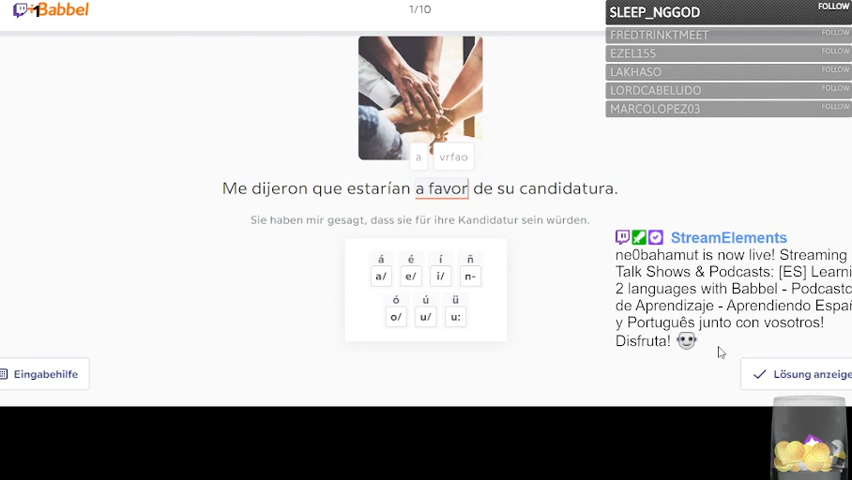 +Babbel
1/10
SLEEP_NGGOD FOLLOW
FREDTRINKTMEET FOLLOW
EZEL155 FOLLOW
LAKHASO FOLLOW
LORDCABELUDO FOLLOW
MARCOLOPEZ03 FOLLOW
a vrfao
Me dijeron que estarían a favor de su candidatura.
Sie haben mir gesagt, dass sie für ihre Kandidatur sein würden.
á é í ñ
a/ e/ i/ n-
ó ú ü
o/ u/ u:
StreamElements
ne0bahamut is now live! Streaming
Talk Shows & Podcasts: [ES] Learni
2 languages with Babbel - Podcasto
de Aprendizaje - Aprendiendo Españ
y Português junto con vosotros!
Disfruta!
Eingabehilfe
Lösung anzeige